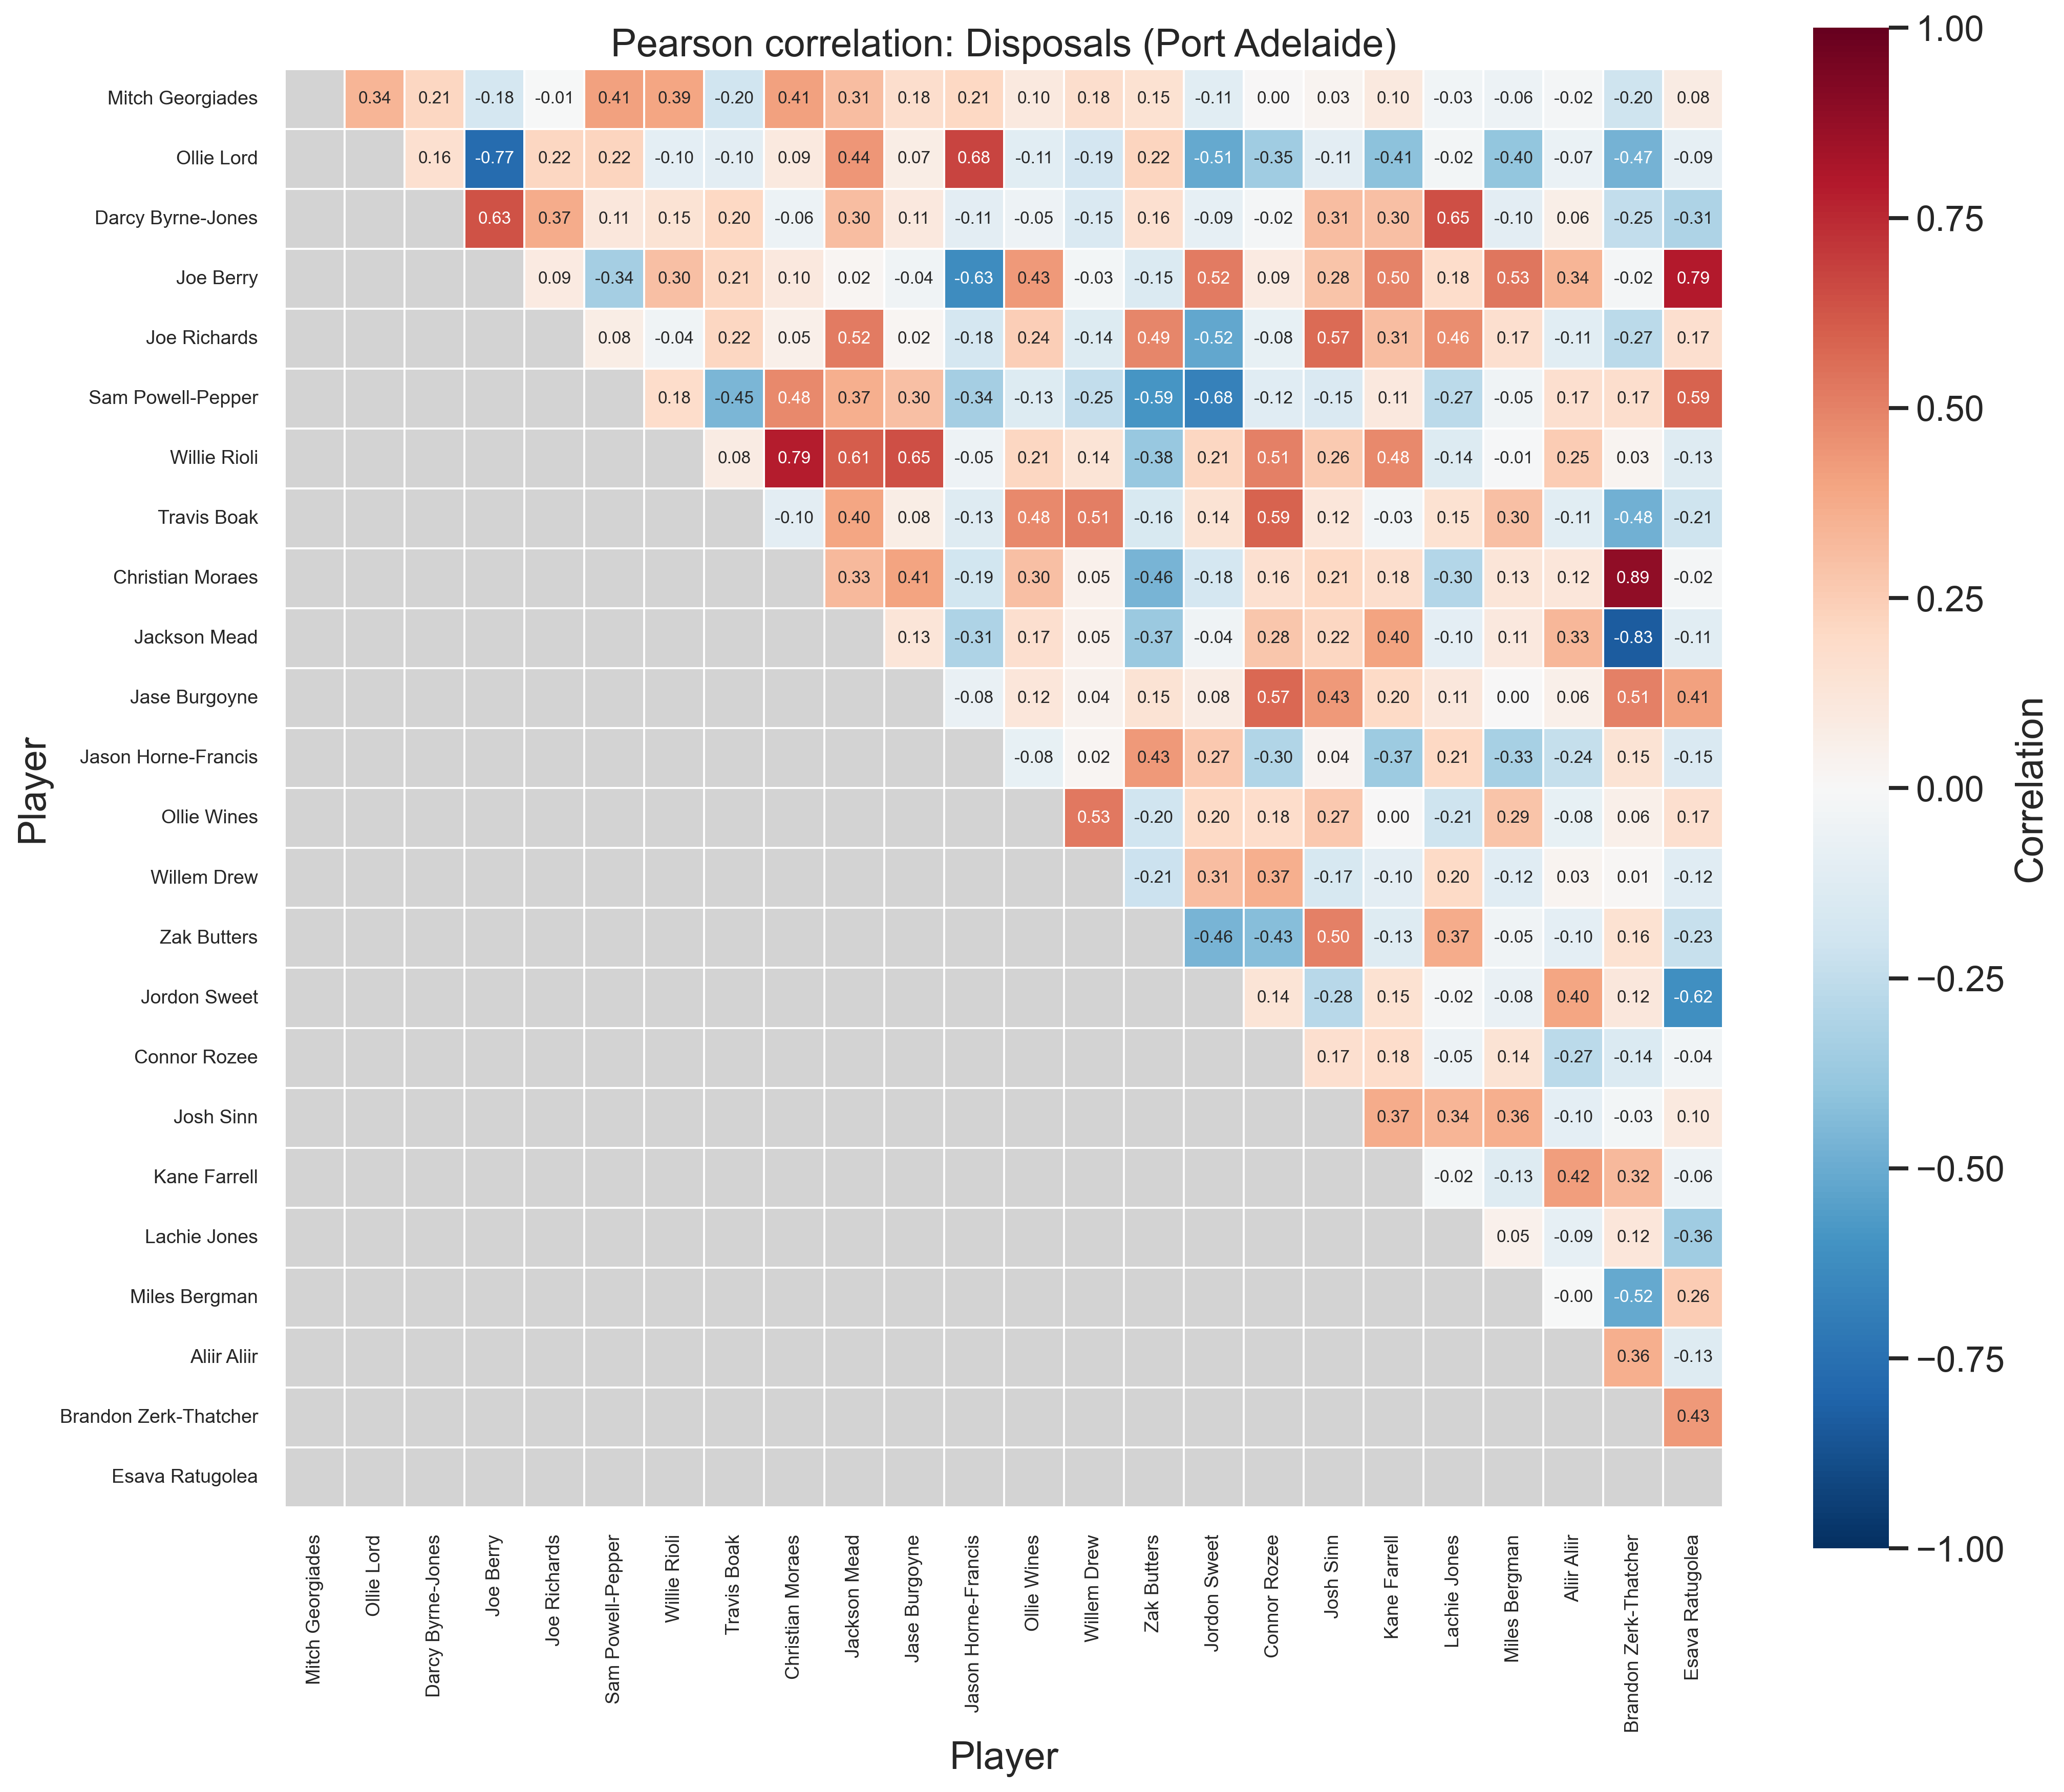 Pearson correlation: Disposals (Port Adelaide)
Mitch Georgiades 0.34 0.21 -0.18 -0.01 0.41 0.39 -0.20 0.41 0.31 0.18 0.21 0.10 0.18 0.15 -0.11 0.00 0.03 0.10 -0.03 -0.06 -0.02 -0.20 0.08
Ollie Lord 0.16 -0.77 0.22 0.22 -0.10 -0.10 0.09 0.44 0.07 0.68 -0.11 -0.19 0.22 -0.51 -0.35 -0.11 -0.41 -0.02 -0.40 -0.07 -0.47 -0.09
Darcy Byrne-Jones 0.63 0.37 0.11 0.15 0.20 -0.06 0.30 0.11 -0.11 -0.05 -0.15 0.16 -0.09 -0.02 0.31 0.30 0.65 -0.10 0.06 -0.25 -0.31
Joe Berry 0.09 -0.34 0.30 0.21 0.10 0.02 -0.04 -0.63 0.43 -0.03 -0.15 0.52 0.09 0.28 0.50 0.18 0.53 0.34 -0.02 0.79
Joe Richards 0.08 -0.04 0.22 0.05 0.52 0.02 -0.18 0.24 -0.14 0.49 -0.52 -0.08 0.57 0.31 0.46 0.17 -0.11 -0.27 0.17
Sam Powell-Pepper 0.18 -0.45 0.48 0.37 0.30 -0.34 -0.13 -0.25 -0.59 -0.68 -0.12 -0.15 0.11 -0.27 -0.05 0.17 0.17 0.59
Willie Rioli 0.08 0.79 0.61 0.65 -0.05 0.21 0.14 -0.38 0.21 0.51 0.26 0.48 -0.14 -0.01 0.25 0.03 -0.13
Travis Boak -0.10 0.40 0.08 -0.13 0.48 0.51 -0.16 0.14 0.59 0.12 -0.03 0.15 0.30 -0.11 -0.48 -0.21
Christian Moraes 0.33 0.41 -0.19 0.30 0.05 -0.46 -0.18 0.16 0.21 0.18 -0.30 0.13 0.12 0.89 -0.02
Jackson Mead 0.13 -0.31 0.17 0.05 -0.37 -0.04 0.28 0.22 0.40 -0.10 0.11 0.33 -0.83 -0.11
Jase Burgoyne -0.08 0.12 0.04 0.15 0.08 0.57 0.43 0.20 0.11 0.00 0.06 0.51 0.41
Jason Horne-Francis -0.08 0.02 0.43 0.27 -0.30 0.04 -0.37 0.21 -0.33 -0.24 0.15 -0.15
Ollie Wines 0.53 -0.20 0.20 0.18 0.27 0.00 -0.21 0.29 -0.08 0.06 0.17
Willem Drew -0.21 0.31 0.37 -0.17 -0.10 0.20 -0.12 0.03 0.01 -0.12
Zak Butters -0.46 -0.43 0.50 -0.13 0.37 -0.05 -0.10 0.16 -0.23
Jordon Sweet 0.14 -0.28 0.15 -0.02 -0.08 0.40 0.12 -0.62
Connor Rozee 0.17 0.18 -0.05 0.14 -0.27 -0.14 -0.04
Josh Sinn 0.37 0.34 0.36 -0.10 -0.03 0.10
Kane Farrell -0.02 -0.13 0.42 0.32 -0.06
Lachie Jones 0.05 -0.09 0.12 -0.36
Miles Bergman -0.00 -0.52 0.26
Aliir Aliir 0.36 -0.13
Brandon Zerk-Thatcher 0.43
Esava Ratugolea
Player
Mitch Georgiades
Ollie Lord
Darcy Byrne-Jones
Joe Berry
Joe Richards
Sam Powell-Pepper
Willie Rioli
Travis Boak
Christian Moraes
Jackson Mead
Jase Burgoyne
Jason Horne-Francis
Ollie Wines
Willem Drew
Zak Butters
Jordon Sweet
Connor Rozee
Josh Sinn
Kane Farrell
Lachie Jones
Miles Bergman
Aliir Aliir
Brandon Zerk-Thatcher
Esava Ratugolea
Player
1.00
0.75
0.50
0.25
0.00
−0.25
−0.50
−0.75
−1.00
Correlation